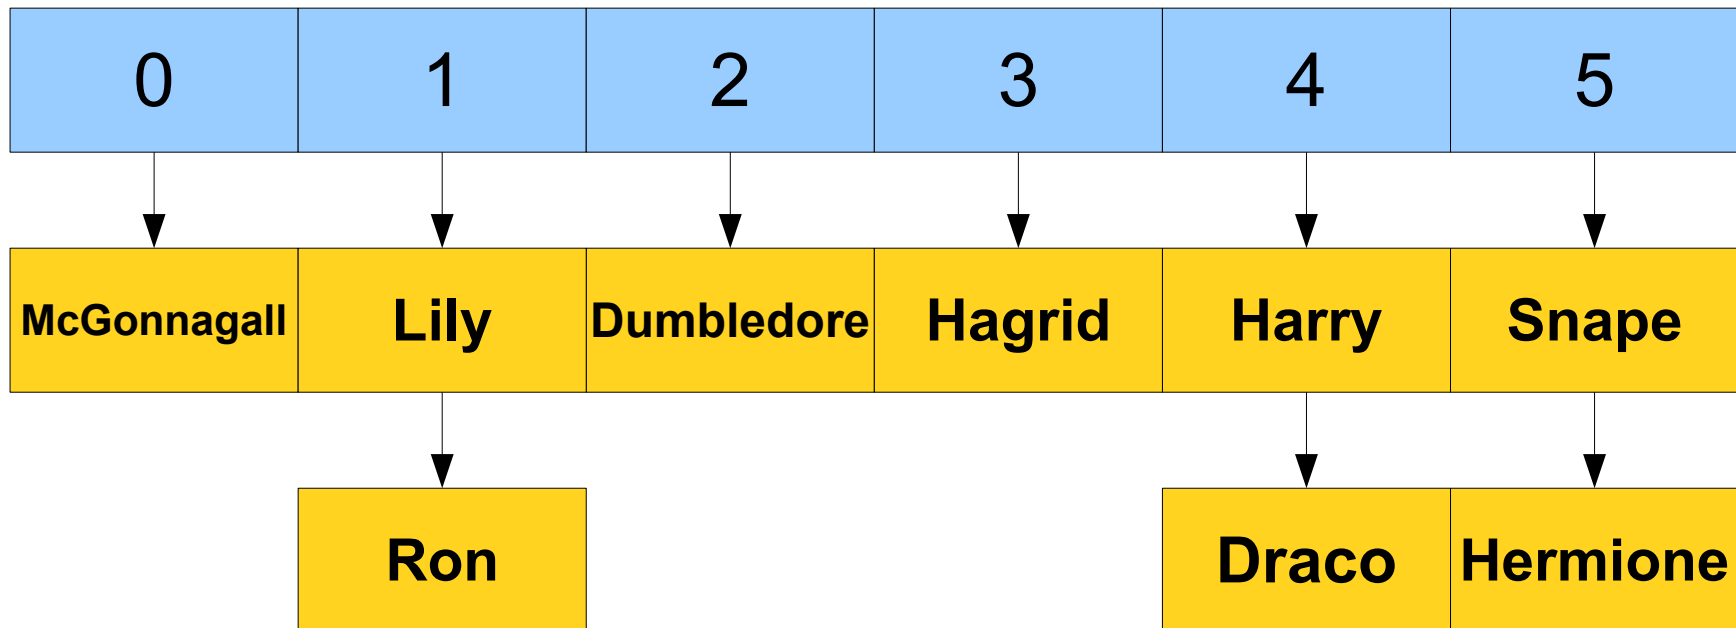 0 1 2 3 4 5
McGonnagall Lily Dumbledore Hagrid Harry Snape
Ron Draco Hermione